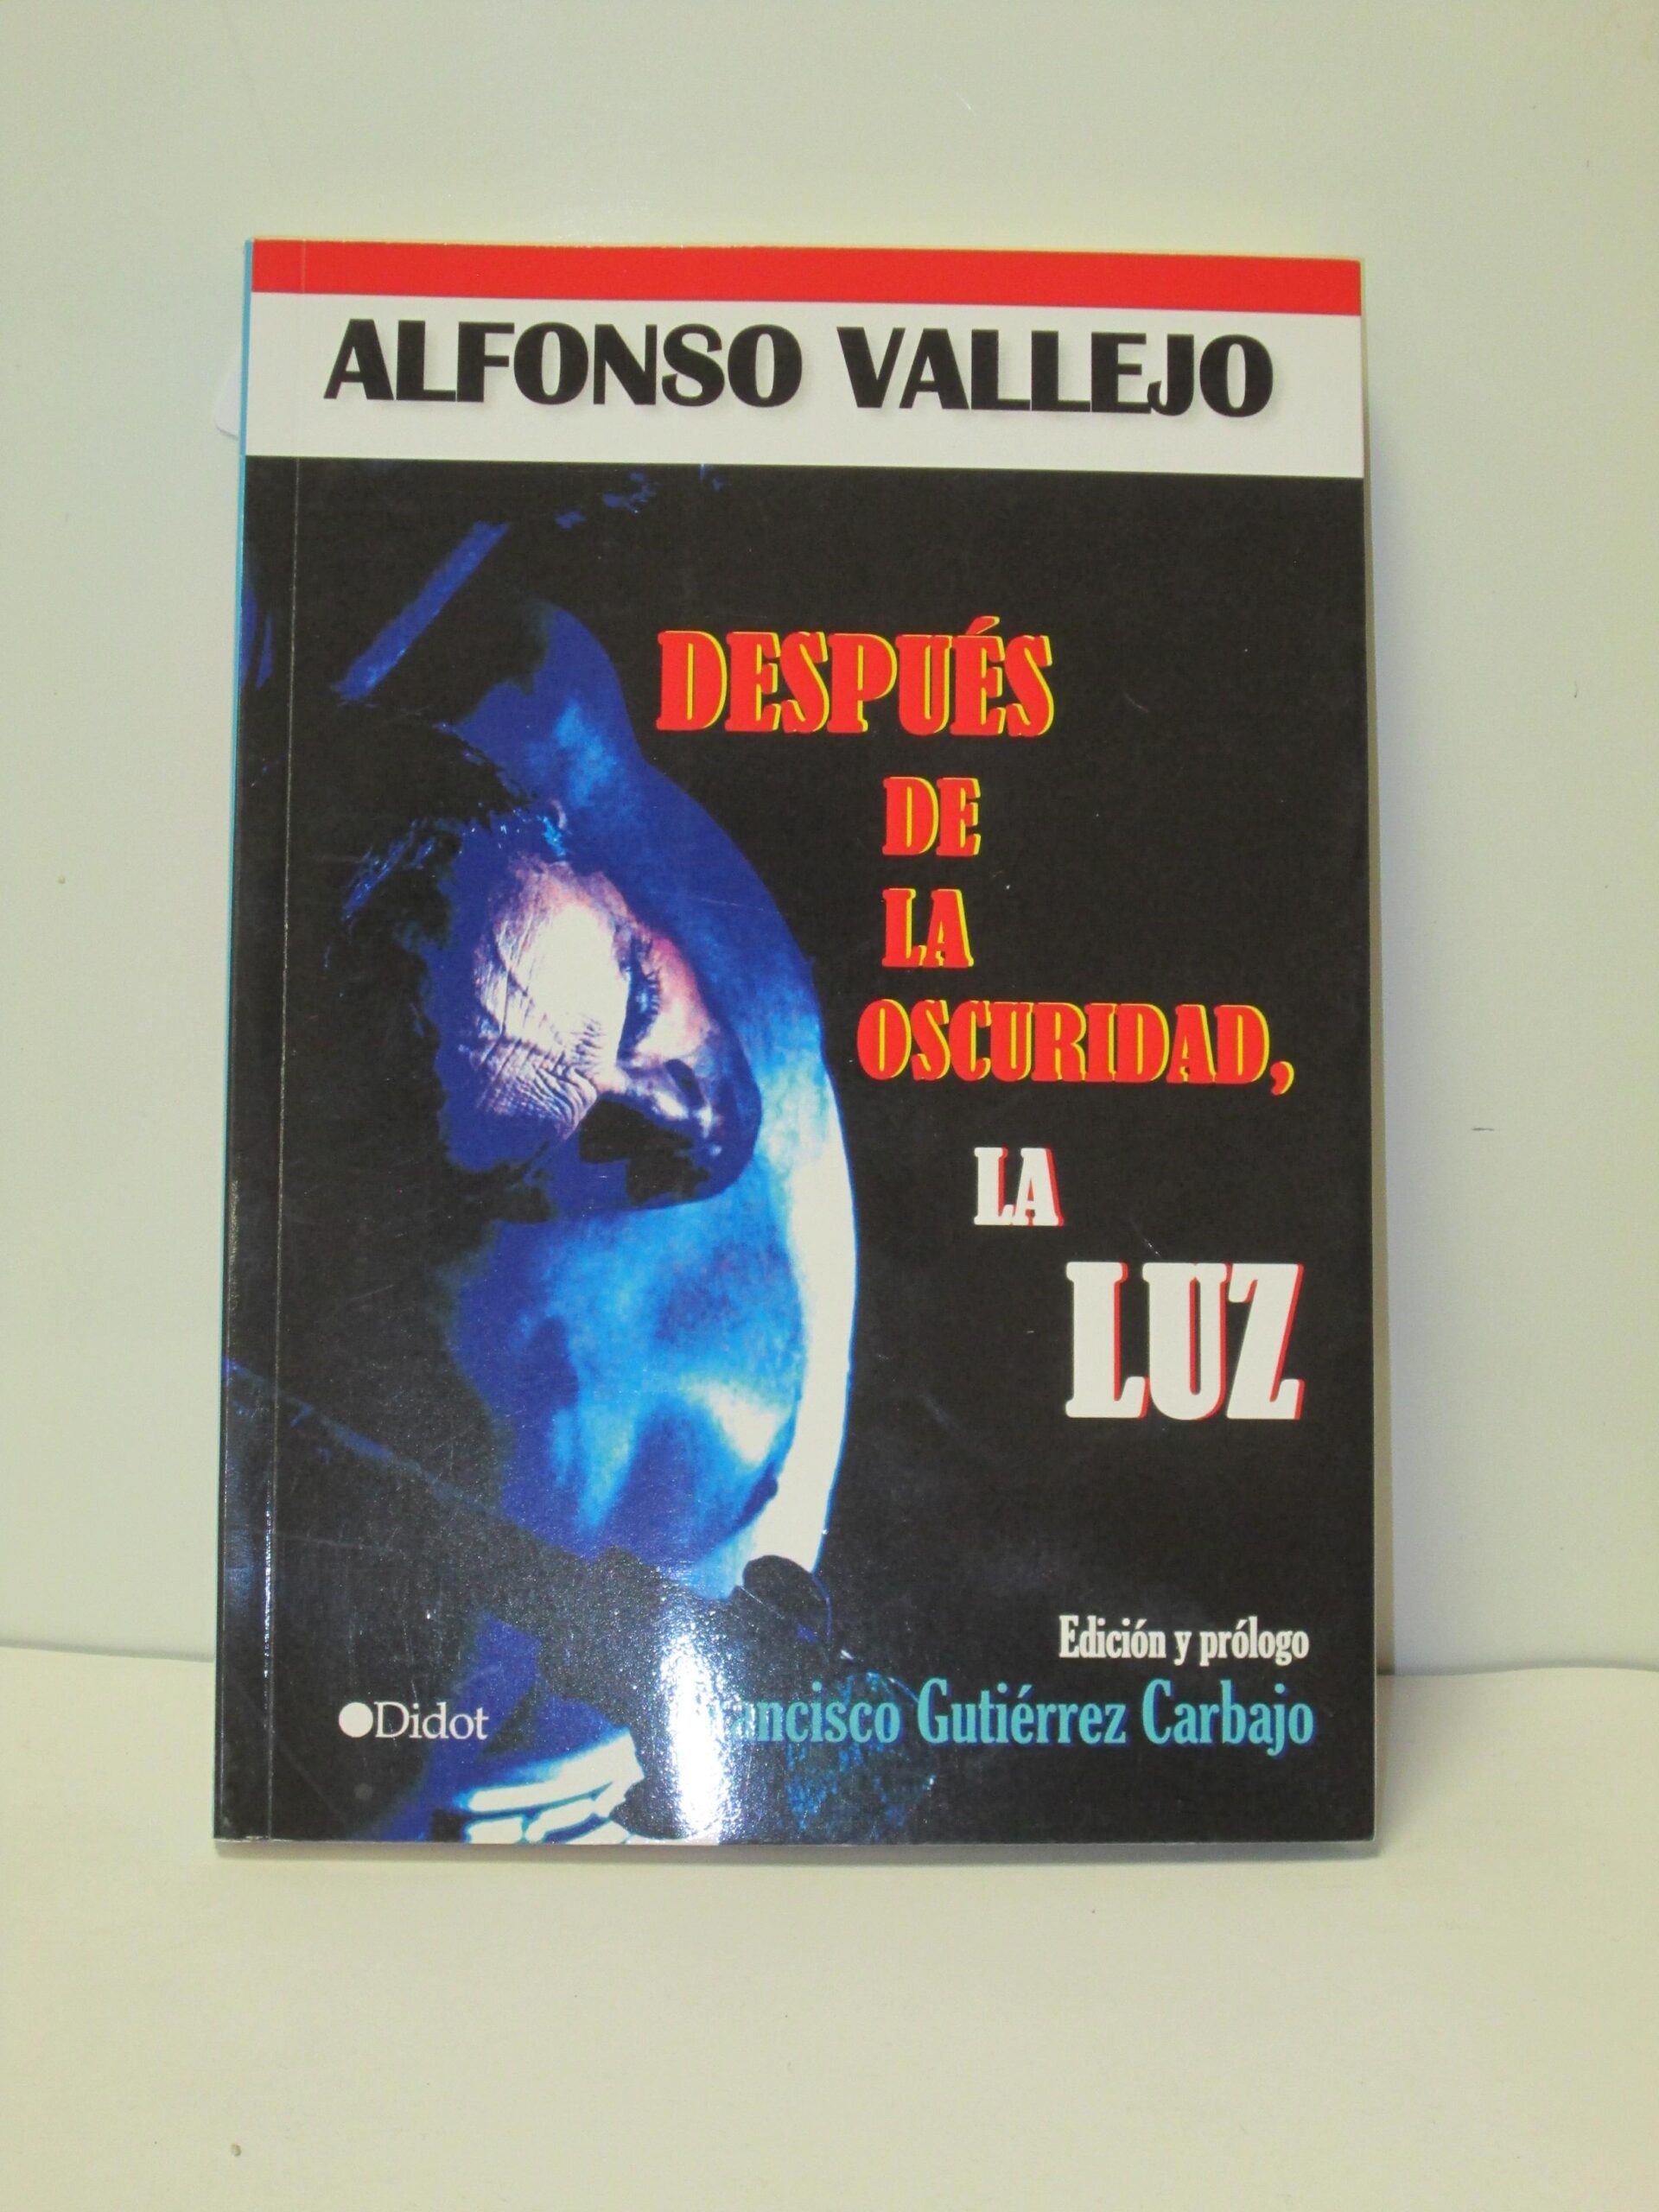 ALFONSO VALLEJO
DESPUÉS
DE
LA
OSCURIDAD,
LA
LUZ
Edición y prólogo
Gutiérrez Carbajo
Didot